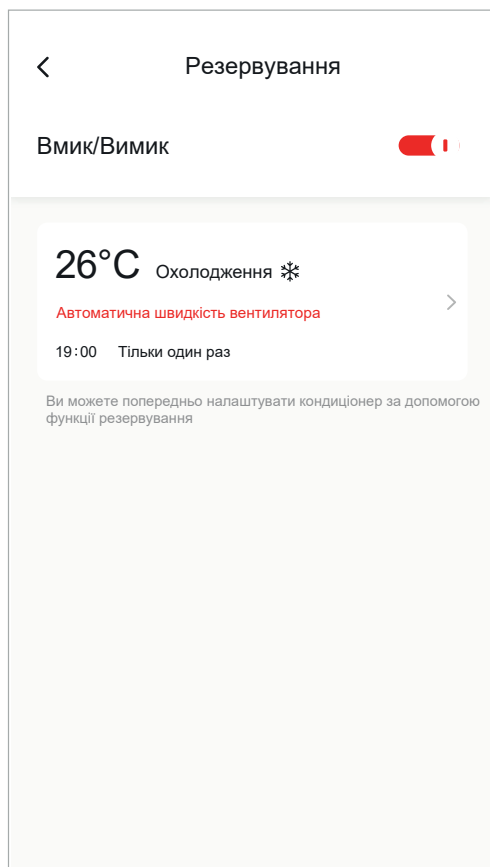 Резервування
Вмик/Вимик
26°C Охолодження
Автоматична швидкість вентилятора
19:00 Тільки один раз
Ви можете попередньо налаштувати кондиціонер за допомогою
функції резервування